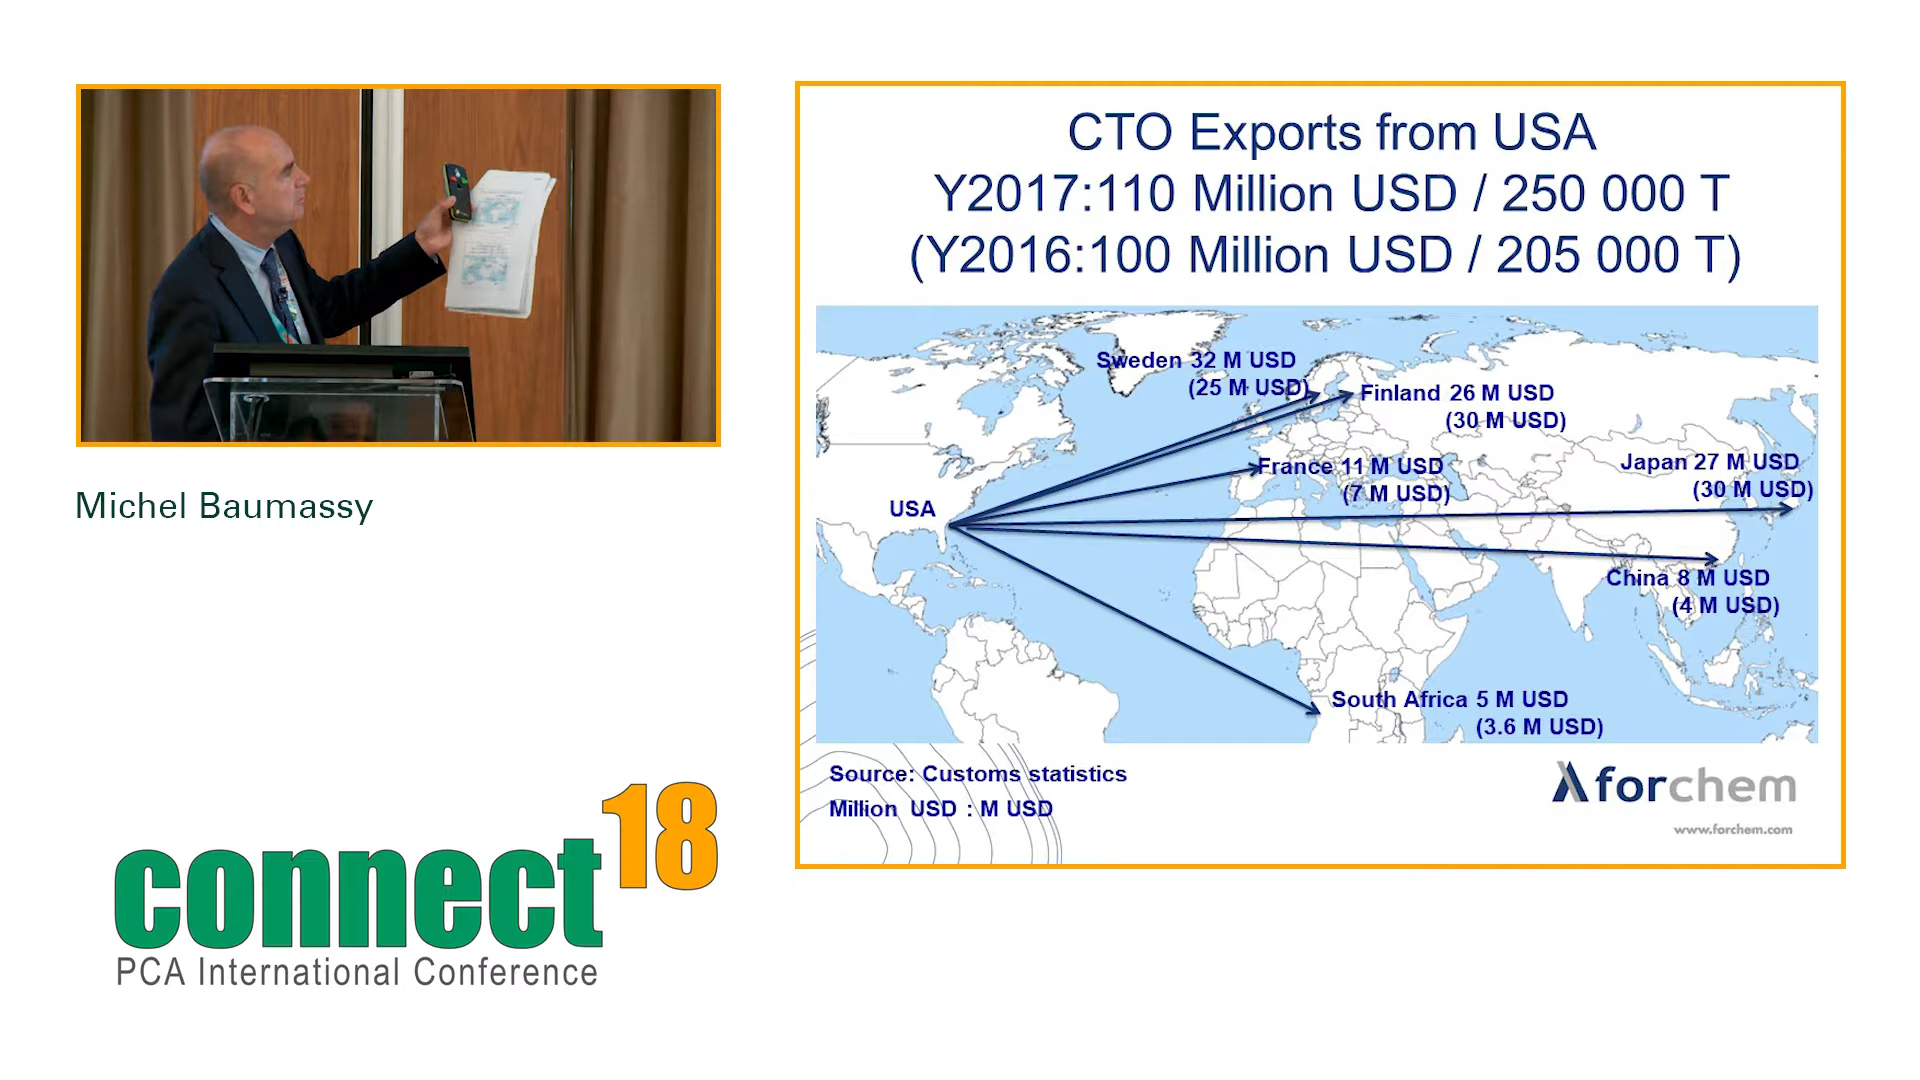 CTO Exports from USA
Y2017:110 Million USD / 250 000 T
(Y2016:100 Million USD / 205 000 T)
Sweden 32 M USD
(25 M USD)
Finland 26 M USD
(30 M USD)
France 11 M USD
(7 M USD)
Japan 27 M USD
(30 M USD)
USA
China 8 M USD
(4 M USD)
South Africa 5 M USD
(3.6 M USD)
Source: Customs statistics
Million USD : M USD
forchem
www.forchem.com
Michel Baumassy
connect18
PCA International Conference